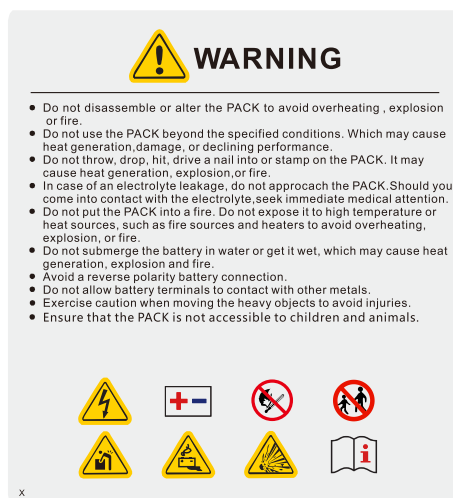 WARNING
● Do not disassemble or alter the PACK to avoid overheating , explosion
or fire.
● Do not use the PACK beyond the specified conditions. Which may cause
heat generation,damage, or declining performance.
● Do not throw, drop, hit, drive a nail into or stamp on the PACK. It may
cause heat generation, explosion,or fire.
● In case of an electrolyte leakage, do not approcach the PACK.Should you
come into contact with the electrolyte,seek immediate medical attention.
● Do not put the PACK into a fire. Do not expose it to high temperature or
heat sources, such as fire sources and heaters to avoid overheating,
explosion, or fire.
● Do not submerge the battery in water or get it wet, which may cause heat
generation, explosion and fire.
● Avoid a reverse polarity battery connection.
● Do not allow battery terminals to contact with other metals.
● Exercise caution when moving the heavy objects to avoid injuries.
● Ensure that the PACK is not accessible to children and animals.
+ −
i
X